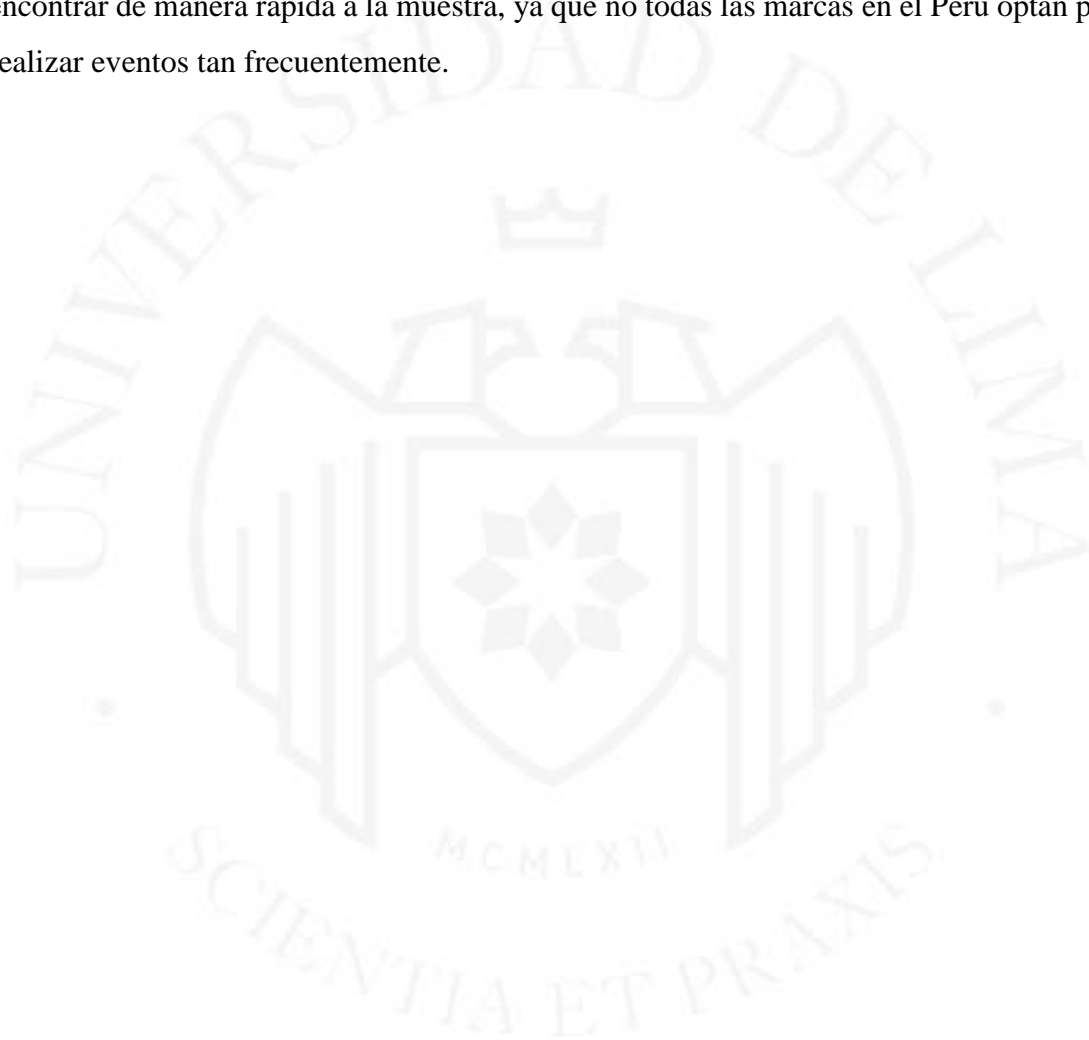 encontrar de manera rápida a la muestra, ya que no todas las marcas en el Perú optan p
realizar eventos tan frecuentemente.
UNIVERSIDAD DE LIMA
MCMLXII
SCIENTIA ET PRAXIS